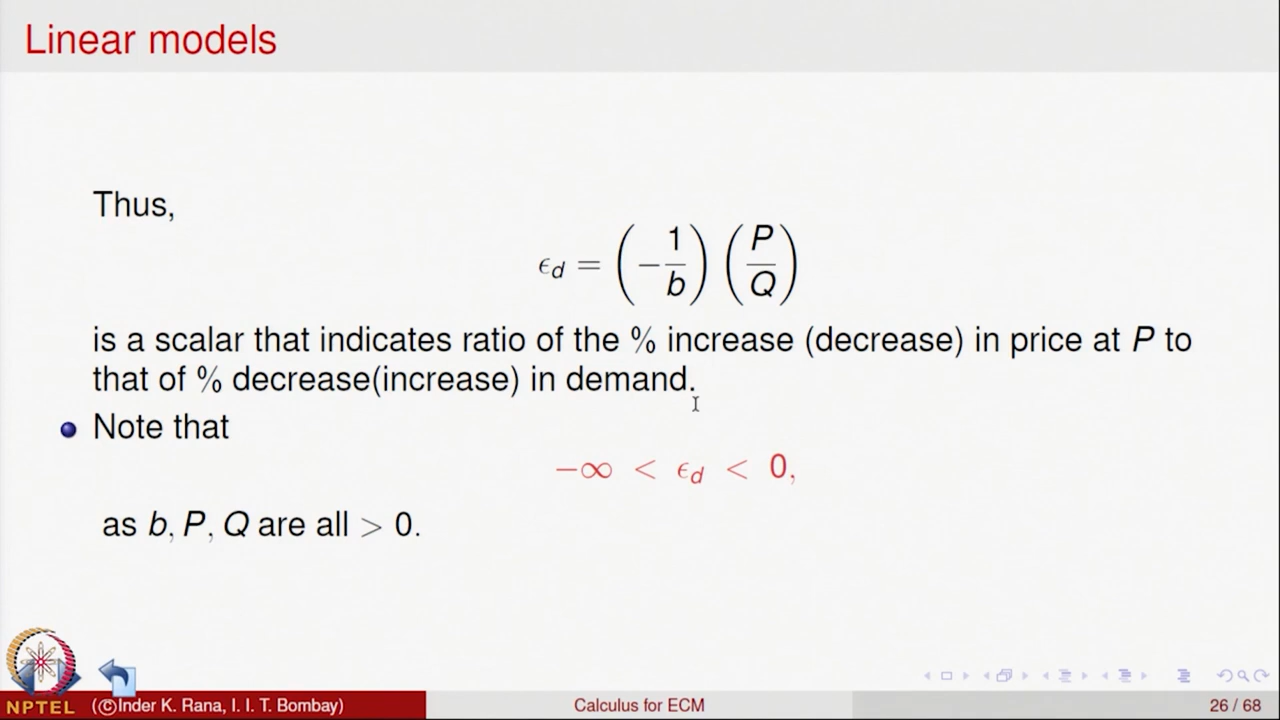 Linear models
Thus,
ϵd = (−1/b) (P/Q)
is a scalar that indicates ratio of the % increase (decrease) in price at P to
that of % decrease(increase) in demand.
Note that
−∞ < ϵd < 0,
as b, P, Q are all > 0.
NPTEL
(©Inder K. Rana, I. I. T. Bombay)
Calculus for ECM
26 / 68